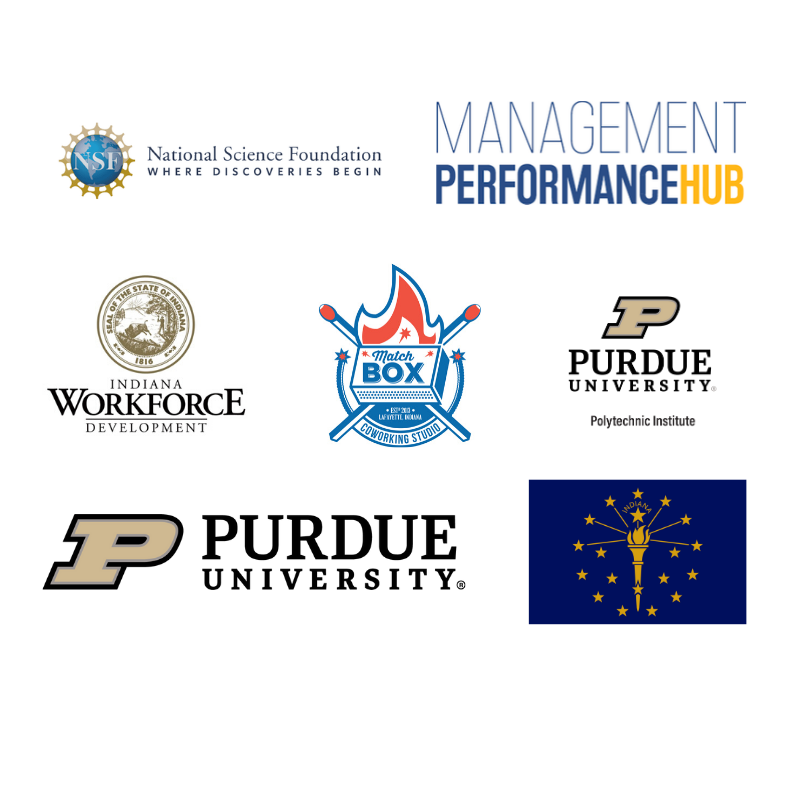 NSF
National Science Foundation
WHERE DISCOVERIES BEGIN
MANAGEMENT
PERFORMANCEHUB
SEAL OF THE STATE OF INDIANA
1816
INDIANA
WORKFORCE
DEVELOPMENT
Match
BOX
ESTD 2013
LAFAYETTE, INDIANA
COWORKING STUDIO
P
PURDUE
UNIVERSITY®
Polytechnic Institute
P
PURDUE
UNIVERSITY®
INDIANA